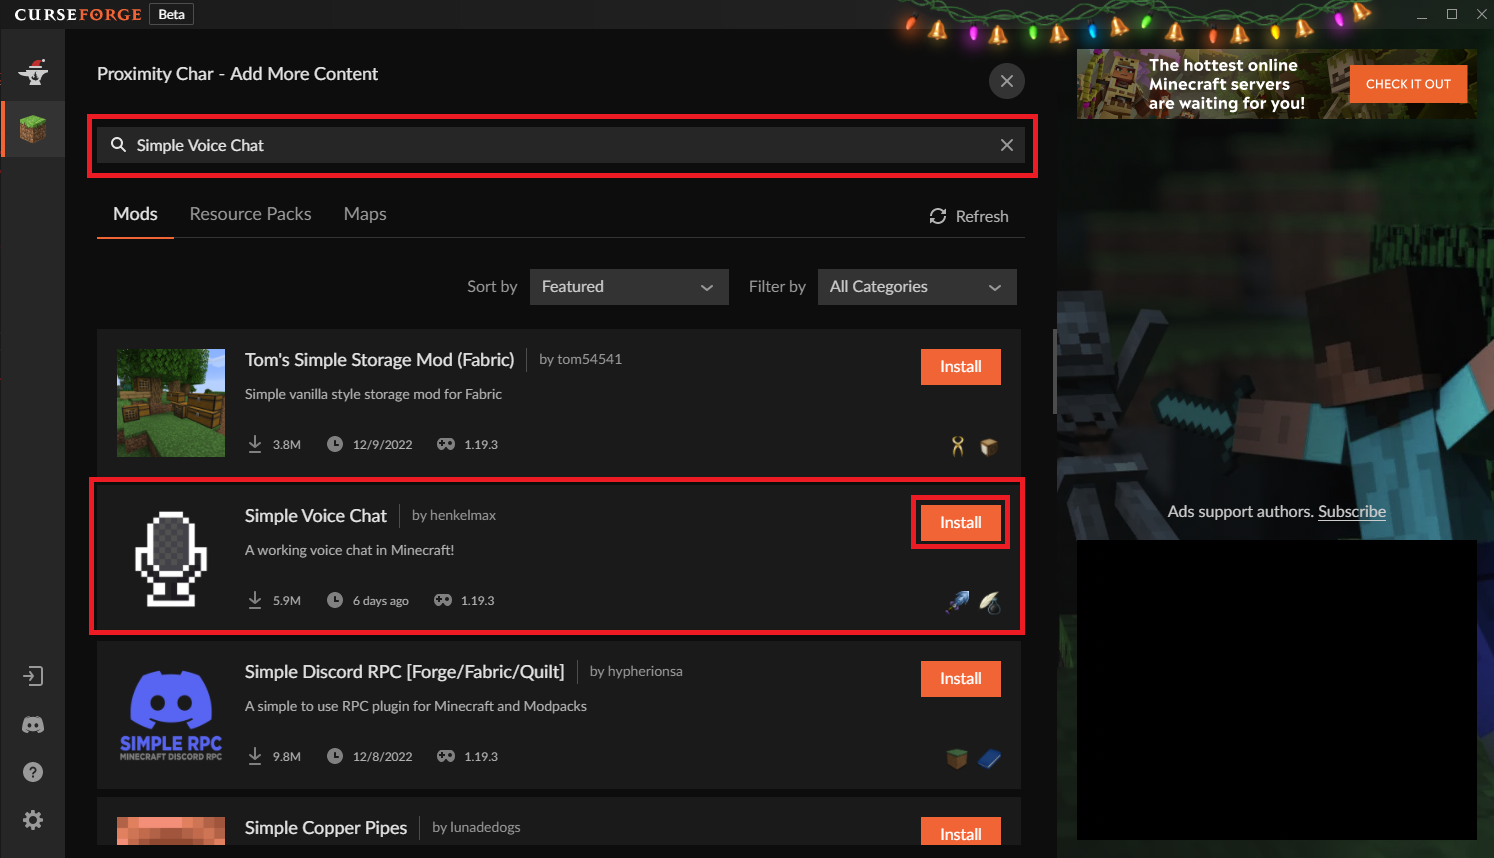 CURSEFORGE Beta
Proximity Char - Add More Content
Simple Voice Chat
Mods Resource Packs Maps
Refresh
Sort by Featured Filter by All Categories
Tom's Simple Storage Mod (Fabric) by tom54541
Install
Simple vanilla style storage mod for Fabric
3.8M 12/9/2022 1.19.3
Simple Voice Chat by henkelmax
Install
A working voice chat in Minecraft!
5.9M 6 days ago 1.19.3
Simple Discord RPC [Forge/Fabric/Quilt] by hypherionsa
Install
A simple to use RPC plugin for Minecraft and Modpacks
SIMPLE RPC
MINECRAFT DISCORD RPC
9.8M 12/8/2022 1.19.3
Simple Copper Pipes by lunadedogs
Install
The hottest online
Minecraft servers
are waiting for you!
CHECK IT OUT
Ads support authors. Subscribe